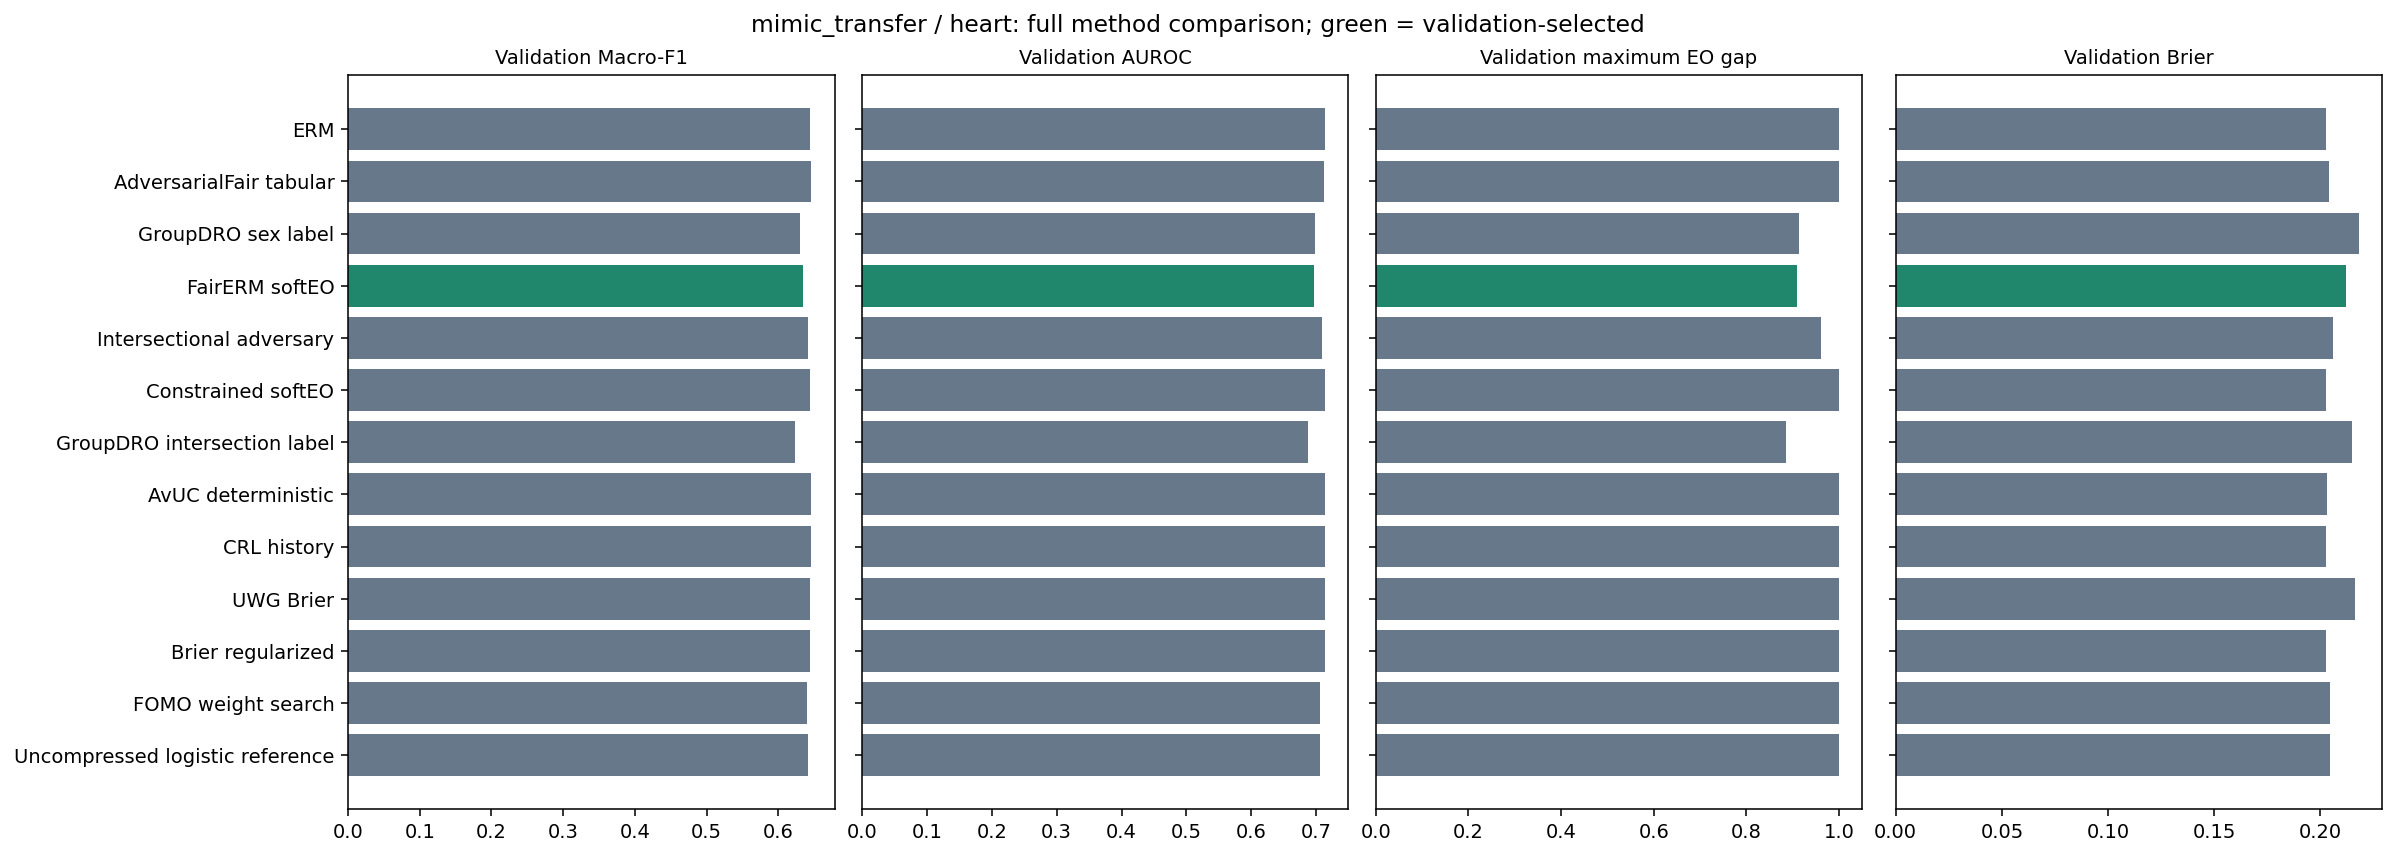 mimic_transfer / heart: full method comparison; green = validation-selected
Validation Macro-F1
Validation AUROC
Validation maximum EO gap
Validation Brier
ERM
AdversarialFair tabular
GroupDRO sex label
FairERM softEO
Intersectional adversary
Constrained softEO
GroupDRO intersection label
AvUC deterministic
CRL history
UWG Brier
Brier regularized
FOMO weight search
Uncompressed logistic reference
0.0 0.1 0.2 0.3 0.4 0.5 0.6
0.0 0.1 0.2 0.3 0.4 0.5 0.6 0.7
0.0 0.2 0.4 0.6 0.8 1.0
0.00 0.05 0.10 0.15 0.20